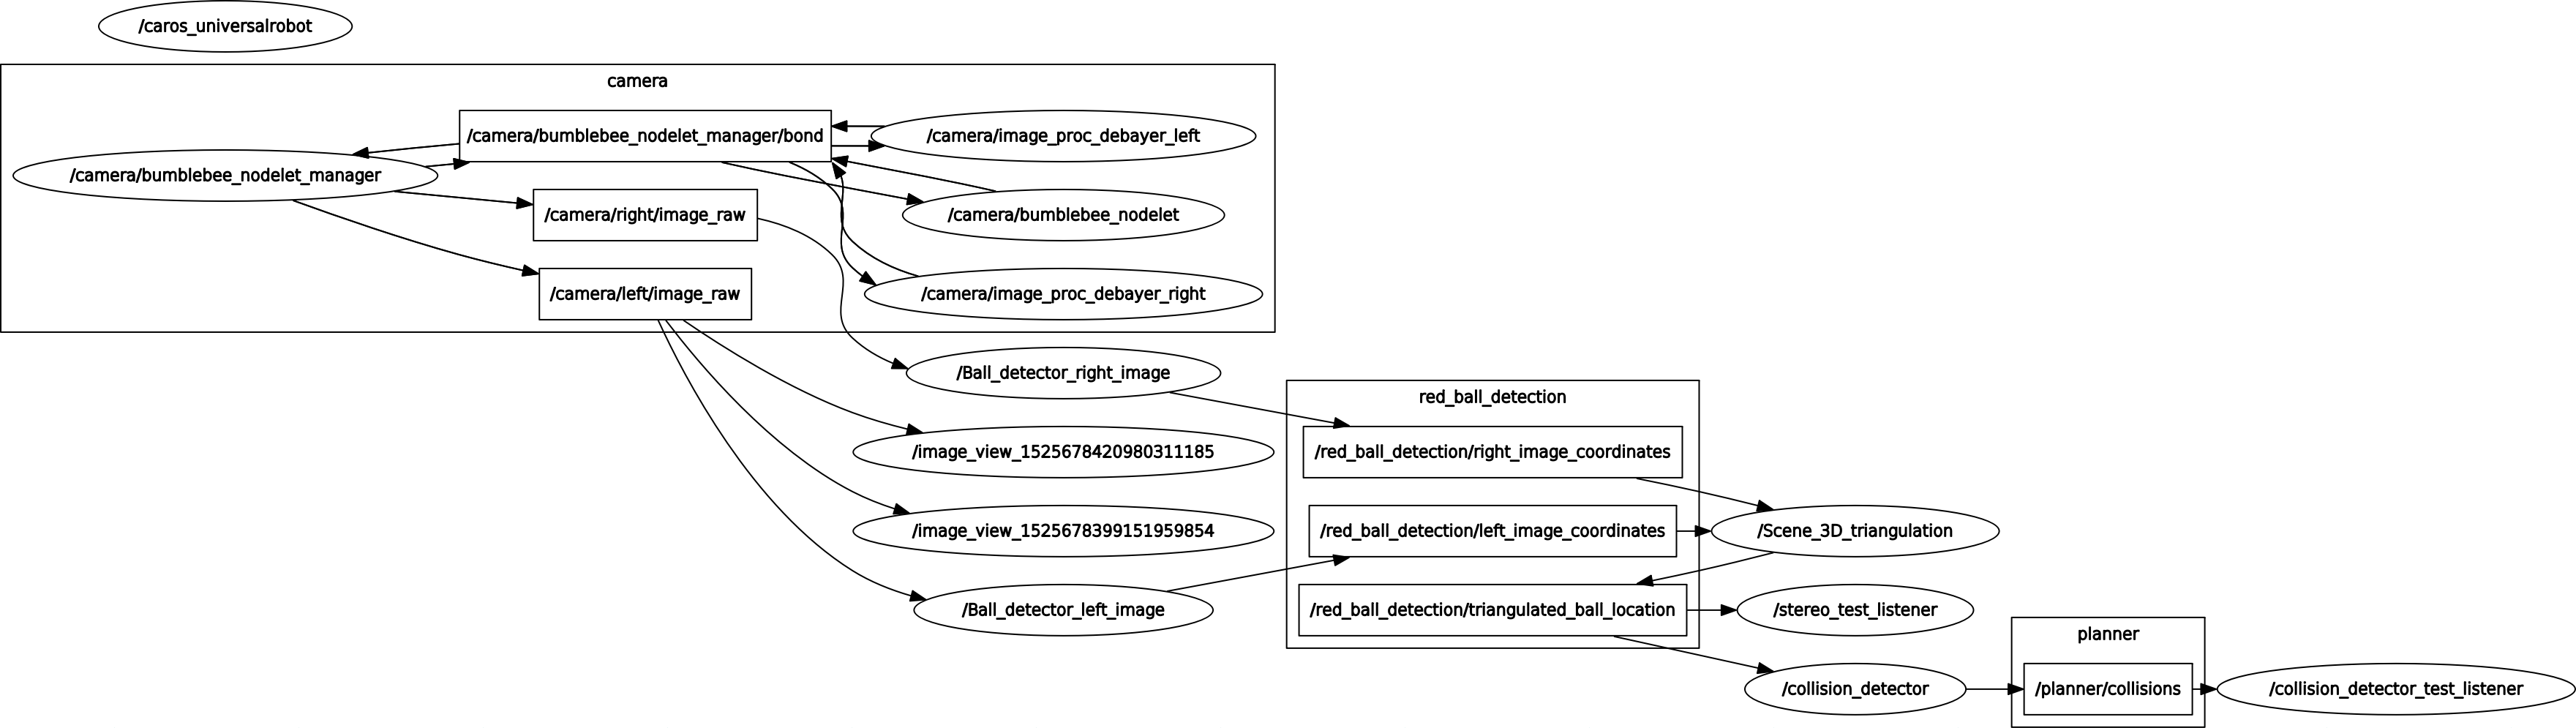 /caros_universalrobot
camera
/camera/bumblebee_nodelet_manager/bond
/camera/image_proc_debayer_left
/camera/bumblebee_nodelet_manager
/camera/right/image_raw
/camera/bumblebee_nodelet
/camera/left/image_raw
/camera/image_proc_debayer_right
/Ball_detector_right_image
red_ball_detection
/image_view_1525678420980311185
/red_ball_detection/right_image_coordinates
/image_view_1525678399151959854
/red_ball_detection/left_image_coordinates
/Scene_3D_triangulation
/Ball_detector_left_image
/red_ball_detection/triangulated_ball_location
/stereo_test_listener
planner
/collision_detector
/planner/collisions
/collision_detector_test_listener